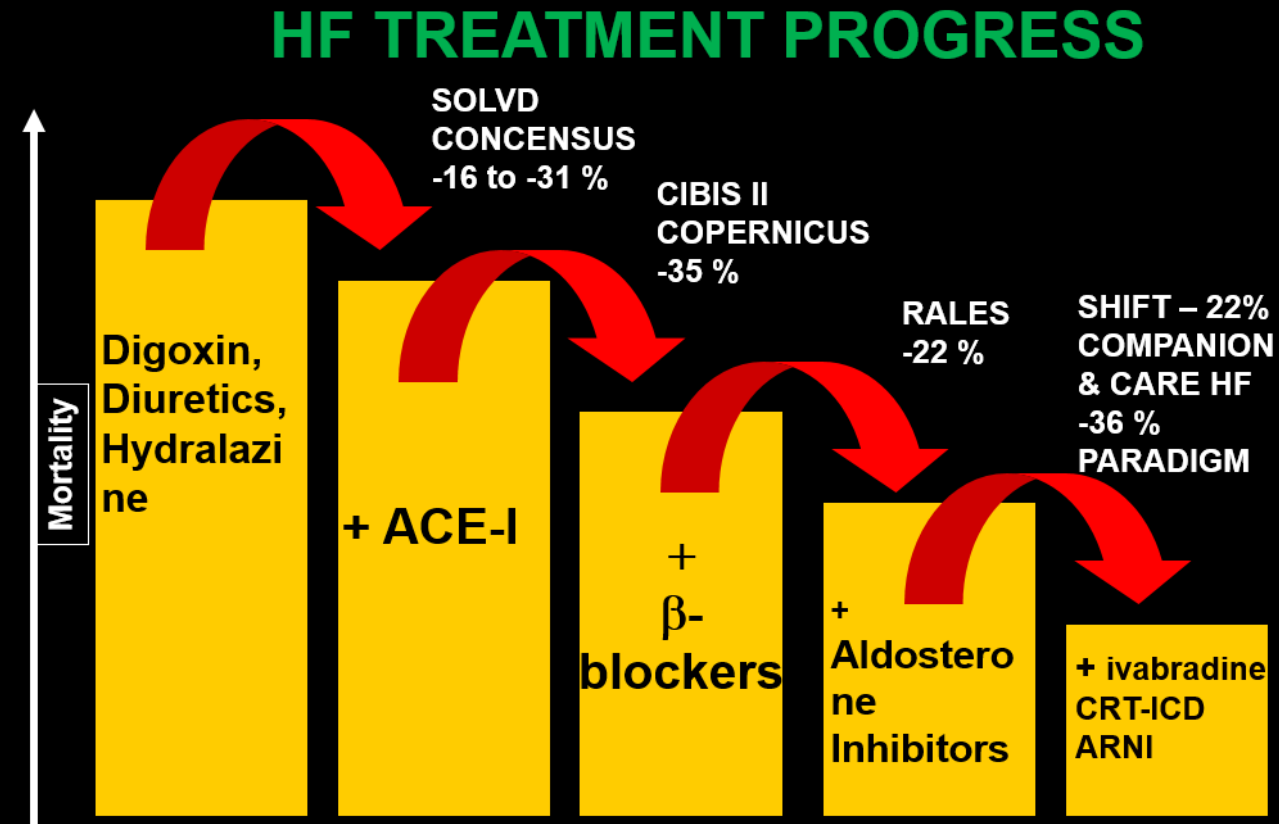 HF TREATMENT PROGRESS
SOLVD
CONCENSUS
-16 to -31 %
CIBIS II
COPERNICUS
-35 %
RALES
-22 %
SHIFT – 22%
COMPANION
& CARE HF
-36 %
PARADIGM
Mortality
Digoxin,
Diuretics,
Hydralazi
ne
+ ACE-I
+
β-
blockers
+
Aldostero
ne
Inhibitors
+ ivabradine
CRT-ICD
ARNI